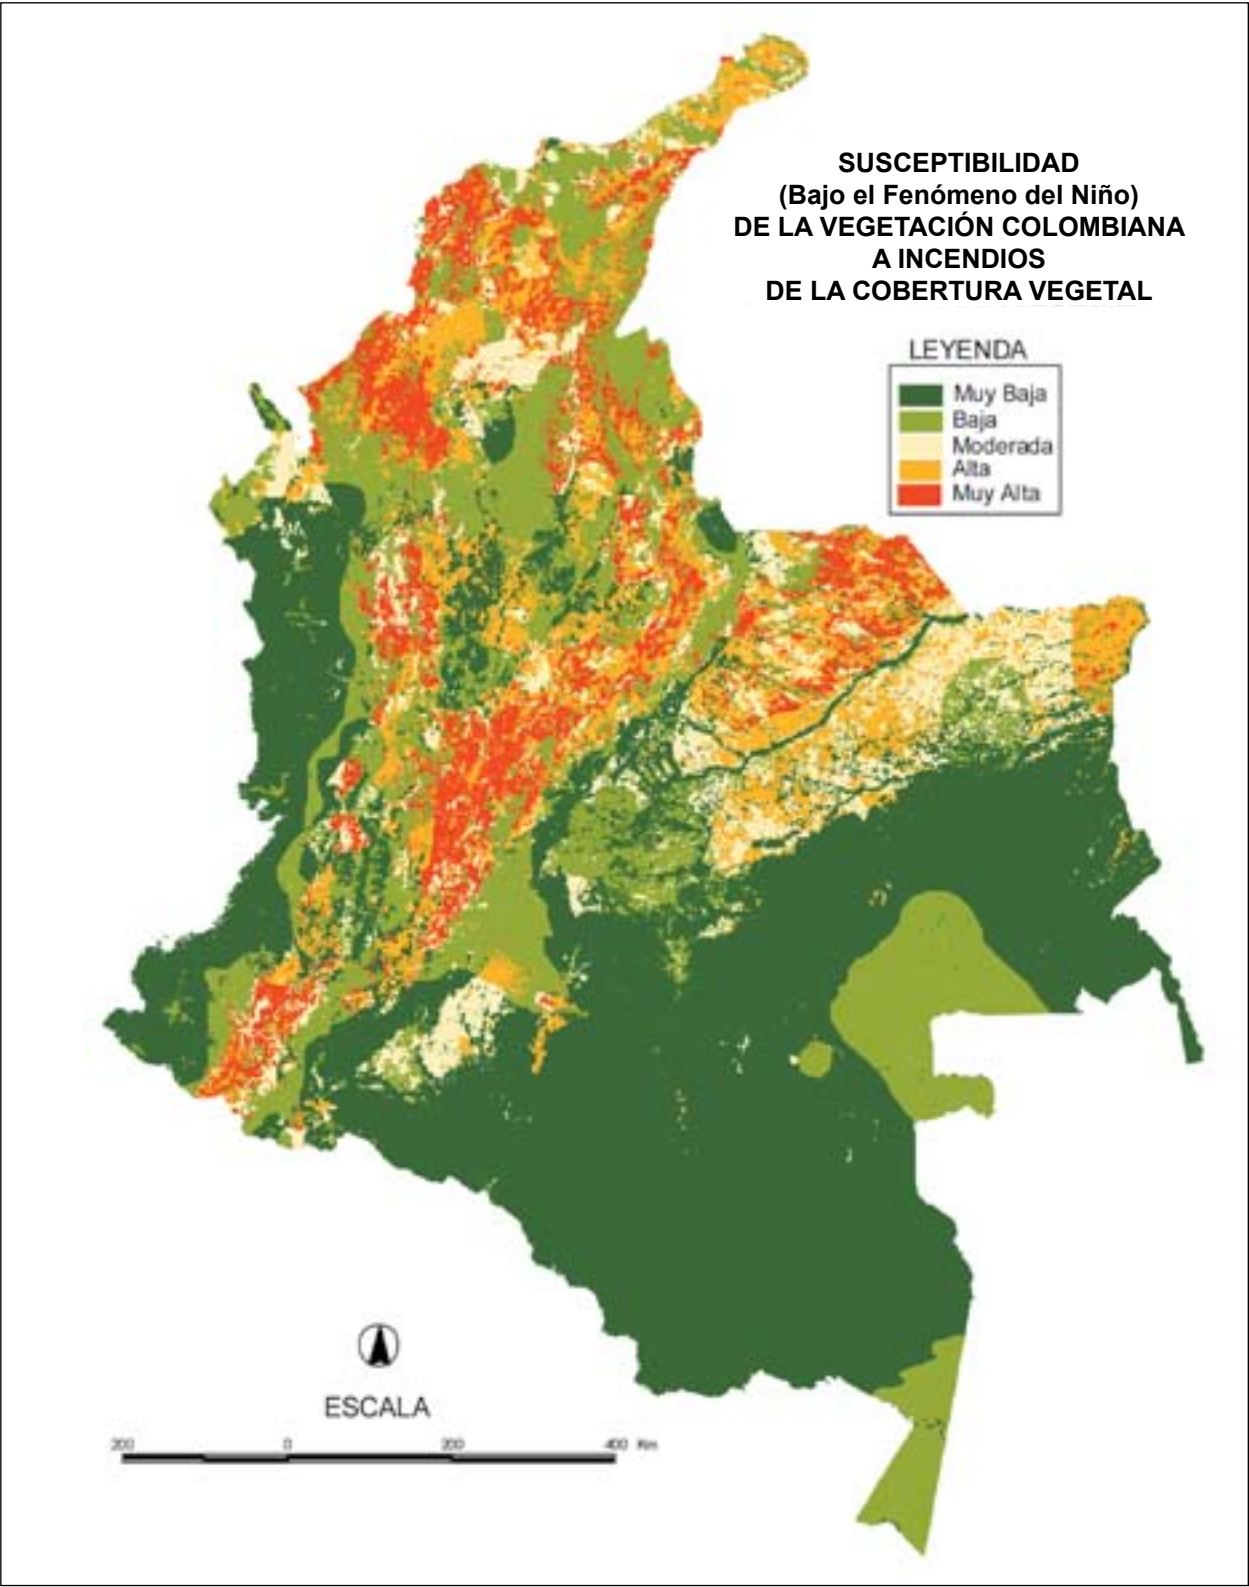 SUSCEPTIBILIDAD
(Bajo el Fenómeno del Niño)
DE LA VEGETACIÓN COLOMBIANA
A INCENDIOS
DE LA COBERTURA VEGETAL
LEYENDA
Muy Baja
Baja
Moderada
Alta
Muy Alta
ESCALA
200 0 200 400 Km